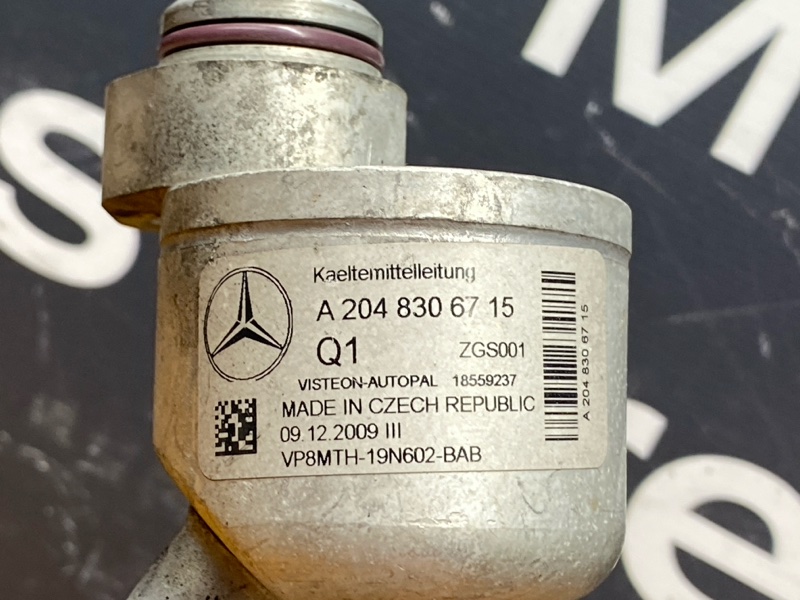 s
M
te
Kaeltemittelleitung
A 204 830 67 15
Q1 ZGS001
VISTEON-AUTOPAL 18559237
MADE IN CZECH REPUBLIC
09.12.2009 III
VP8MTH-19N602-BAB
A 204 830 67 15